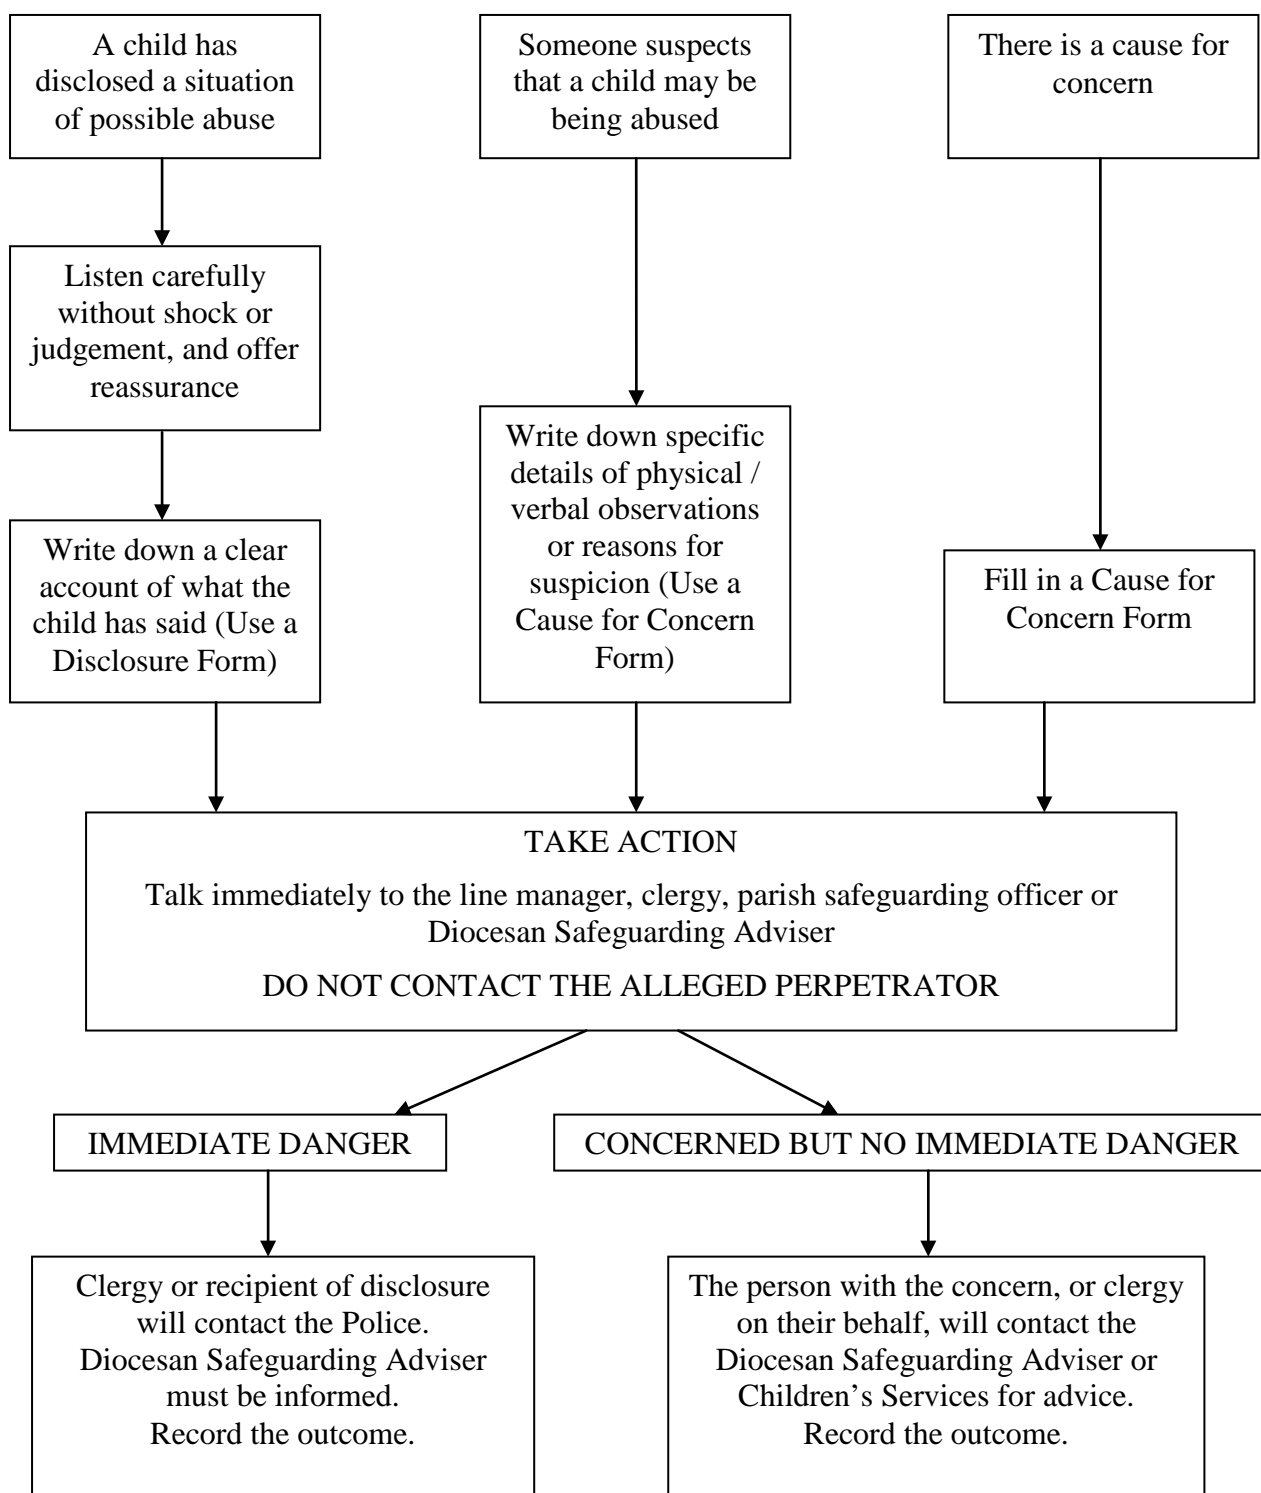 A child has
disclosed a situation
of possible abuse
Someone suspects
that a child may be
being abused
There is a cause for
concern
Listen carefully
without shock or
judgement, and offer
reassurance
Write down specific
details of physical /
verbal observations
or reasons for
suspicion (Use a
Cause for Concern
Form)
Write down a clear
account of what the
child has said (Use a
Disclosure Form)
Fill in a Cause for
Concern Form
TAKE ACTION
Talk immediately to the line manager, clergy, parish safeguarding officer or
Diocesan Safeguarding Adviser
DO NOT CONTACT THE ALLEGED PERPETRATOR
IMMEDIATE DANGER
CONCERNED BUT NO IMMEDIATE DANGER
Clergy or recipient of disclosure
will contact the Police.
Diocesan Safeguarding Adviser
must be informed.
Record the outcome.
The person with the concern, or clergy
on their behalf, will contact the
Diocesan Safeguarding Adviser or
Children’s Services for advice.
Record the outcome.